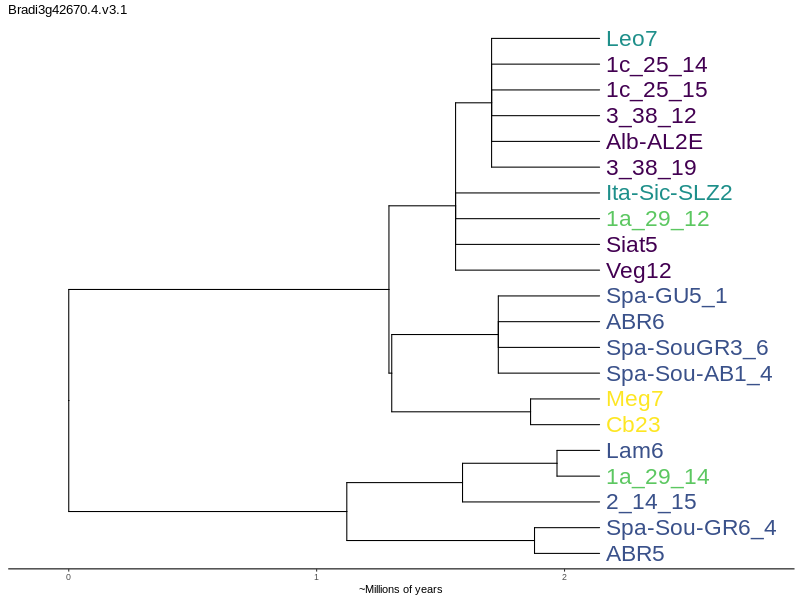 Bradi3g42670.4.v3.1
Leo7
1c_25_14
1c_25_15
3_38_12
Alb-AL2E
3_38_19
Ita-Sic-SLZ2
1a_29_12
Siat5
Veg12
Spa-GU5_1
ABR6
Spa-SouGR3_6
Spa-Sou-AB1_4
Meg7
Cb23
Lam6
1a_29_14
2_14_15
Spa-Sou-GR6_4
ABR5
0 1 2
~Millions of years